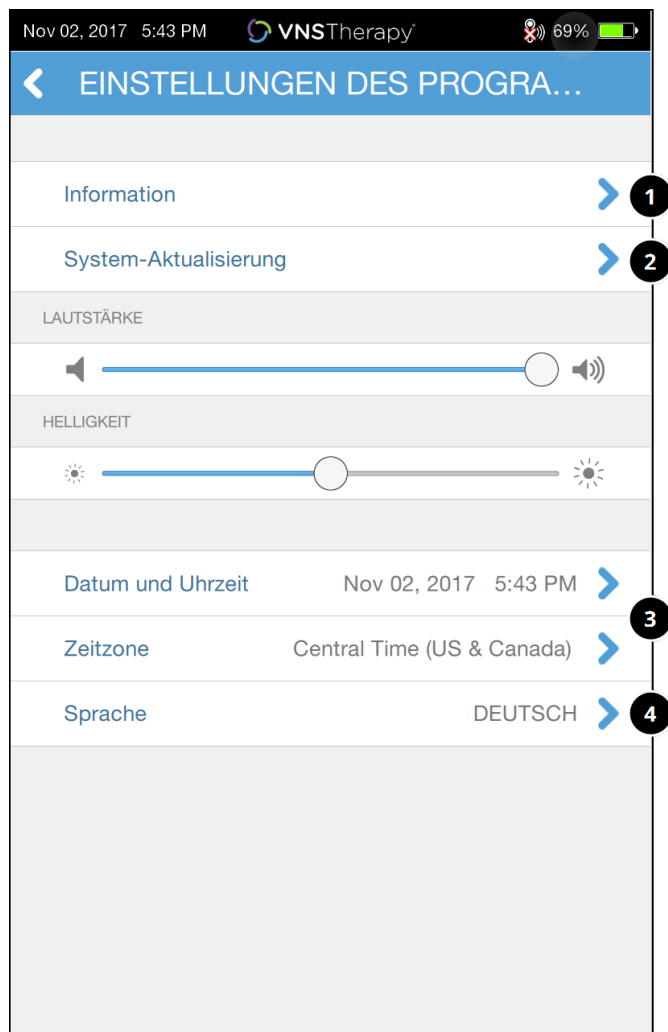 Nov 02, 2017 5:43 PM VNSTherapy 69%
EINSTELLUNGEN DES PROGRA...
Information
1
System-Aktualisierung
2
LAUTSTÄRKE
HELLIGKEIT
Datum und Uhrzeit Nov 02, 2017 5:43 PM
3
Zeitzone Central Time (US & Canada)
Sprache DEUTSCH
4